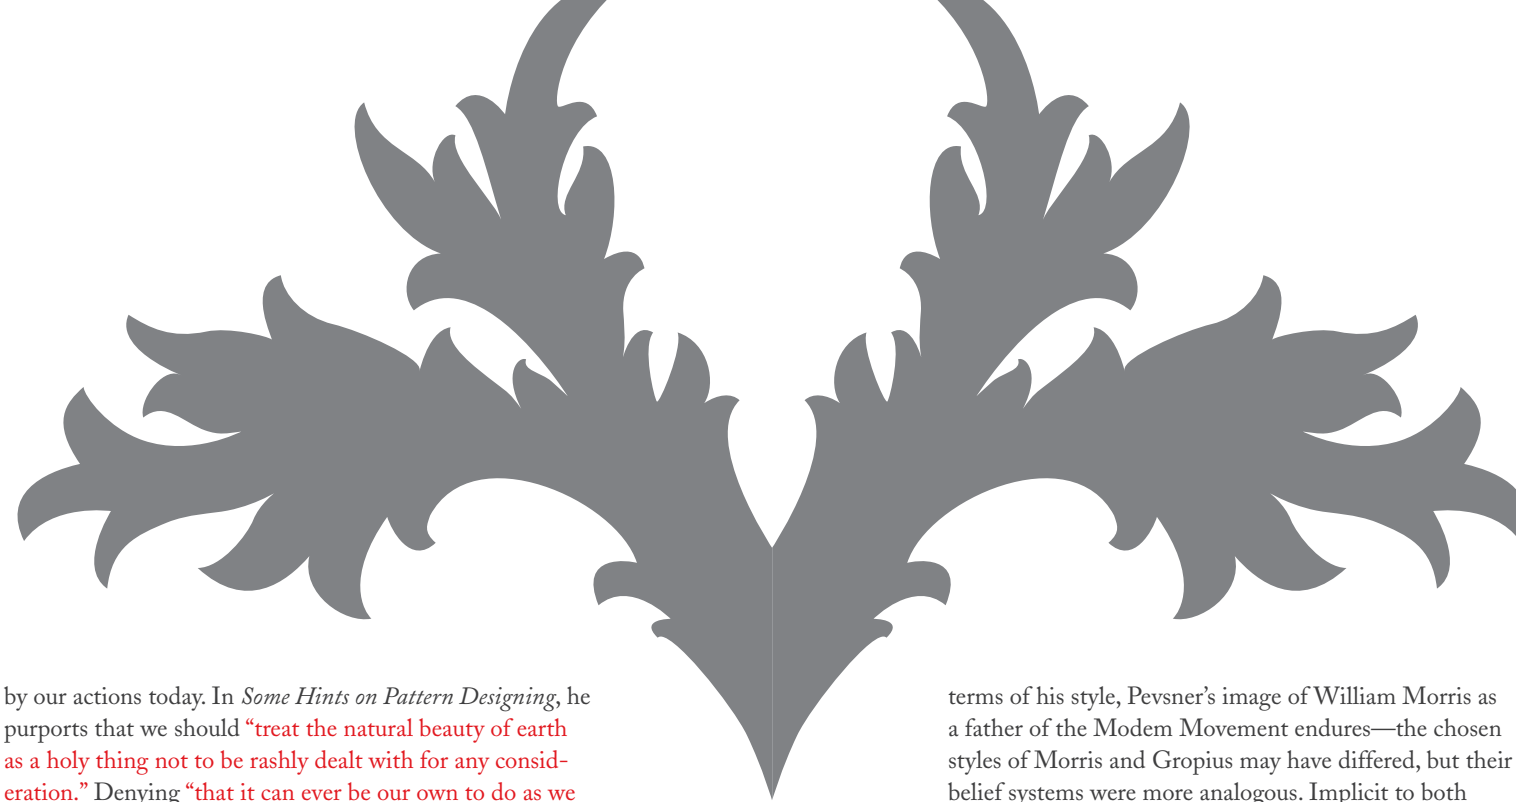 by our actions today. In Some Hints on Pattern Designing, he
purports that we should “treat the natural beauty of earth
as a holy thing not to be rashly dealt with for any consid-
eration.” Denying “that it can ever be our own to do as we
terms of his style, Pevsner’s image of William Morris as
a father of the Modem Movement endures—the chosen
styles of Morris and Gropius may have differed, but their
belief systems were more analogous. Implicit to both